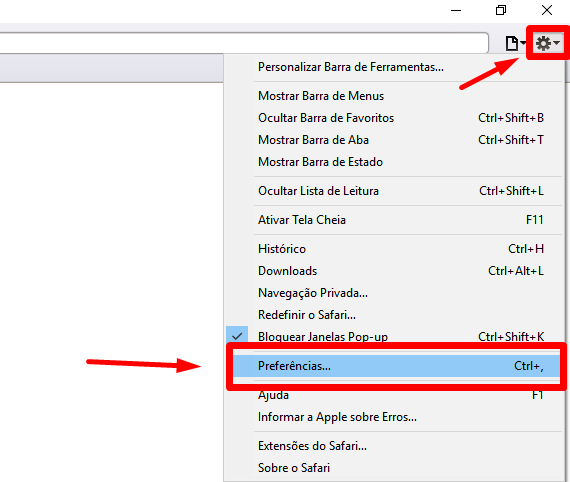 Personalizar Barra de Ferramentas...
Mostrar Barra de Menus
Ocultar Barra de Favoritos Ctrl+Shift+B
Mostrar Barra de Aba Ctrl+Shift+T
Mostrar Barra de Estado
Ocultar Lista de Leitura Ctrl+Shift+L
Ativar Tela Cheia F11
Histórico Ctrl+H
Downloads Ctrl+Alt+L
Navegação Privada...
Redefinir o Safari...
Bloquear Janelas Pop-up Ctrl+Shift+K
Preferências... Ctrl+,
Ajuda F1
Informar a Apple sobre Erros...
Extensões do Safari...
Sobre o Safari